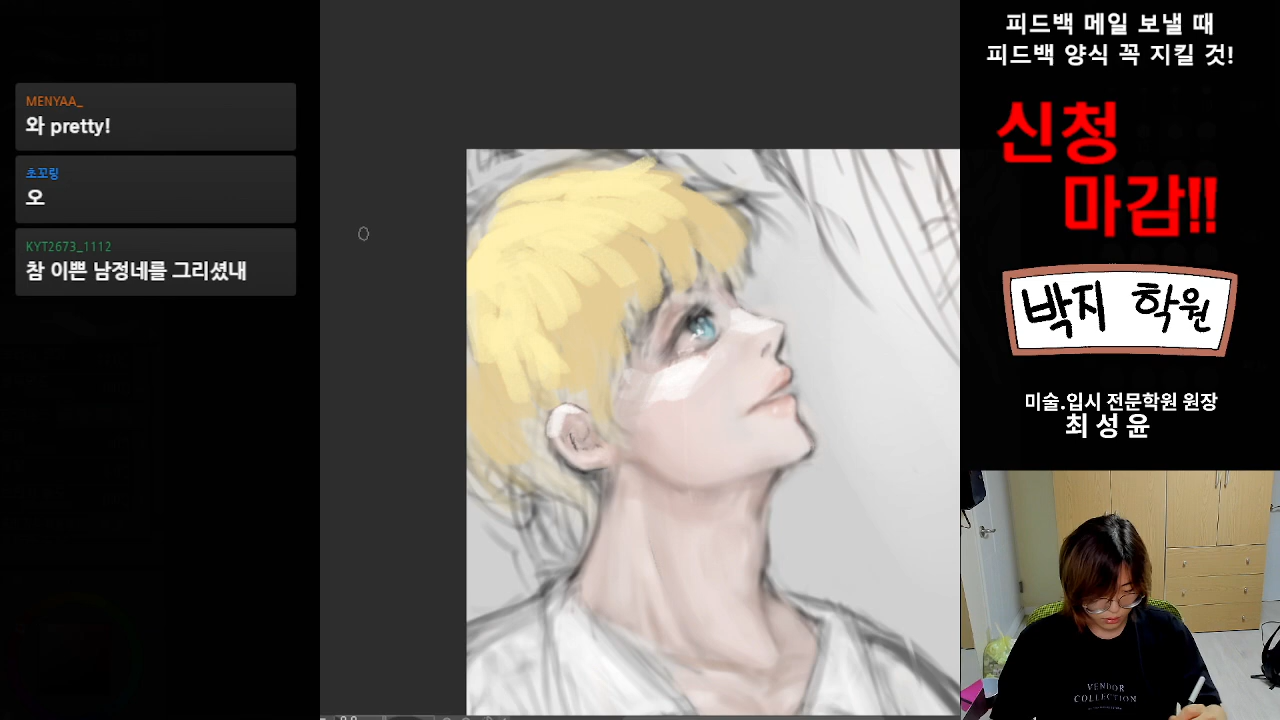 MENYAA_
와 pretty!
초꼬링
오
KYT2673_1112
참 이쁜 남정네를 그리셨내
피드백 메일 보낼 때
피드백 양식 꼭 지킬 것!
신청
마감!!
박지 학원
미술.입시 전문학원 원장
최성윤
VENDOR
COLLECTION